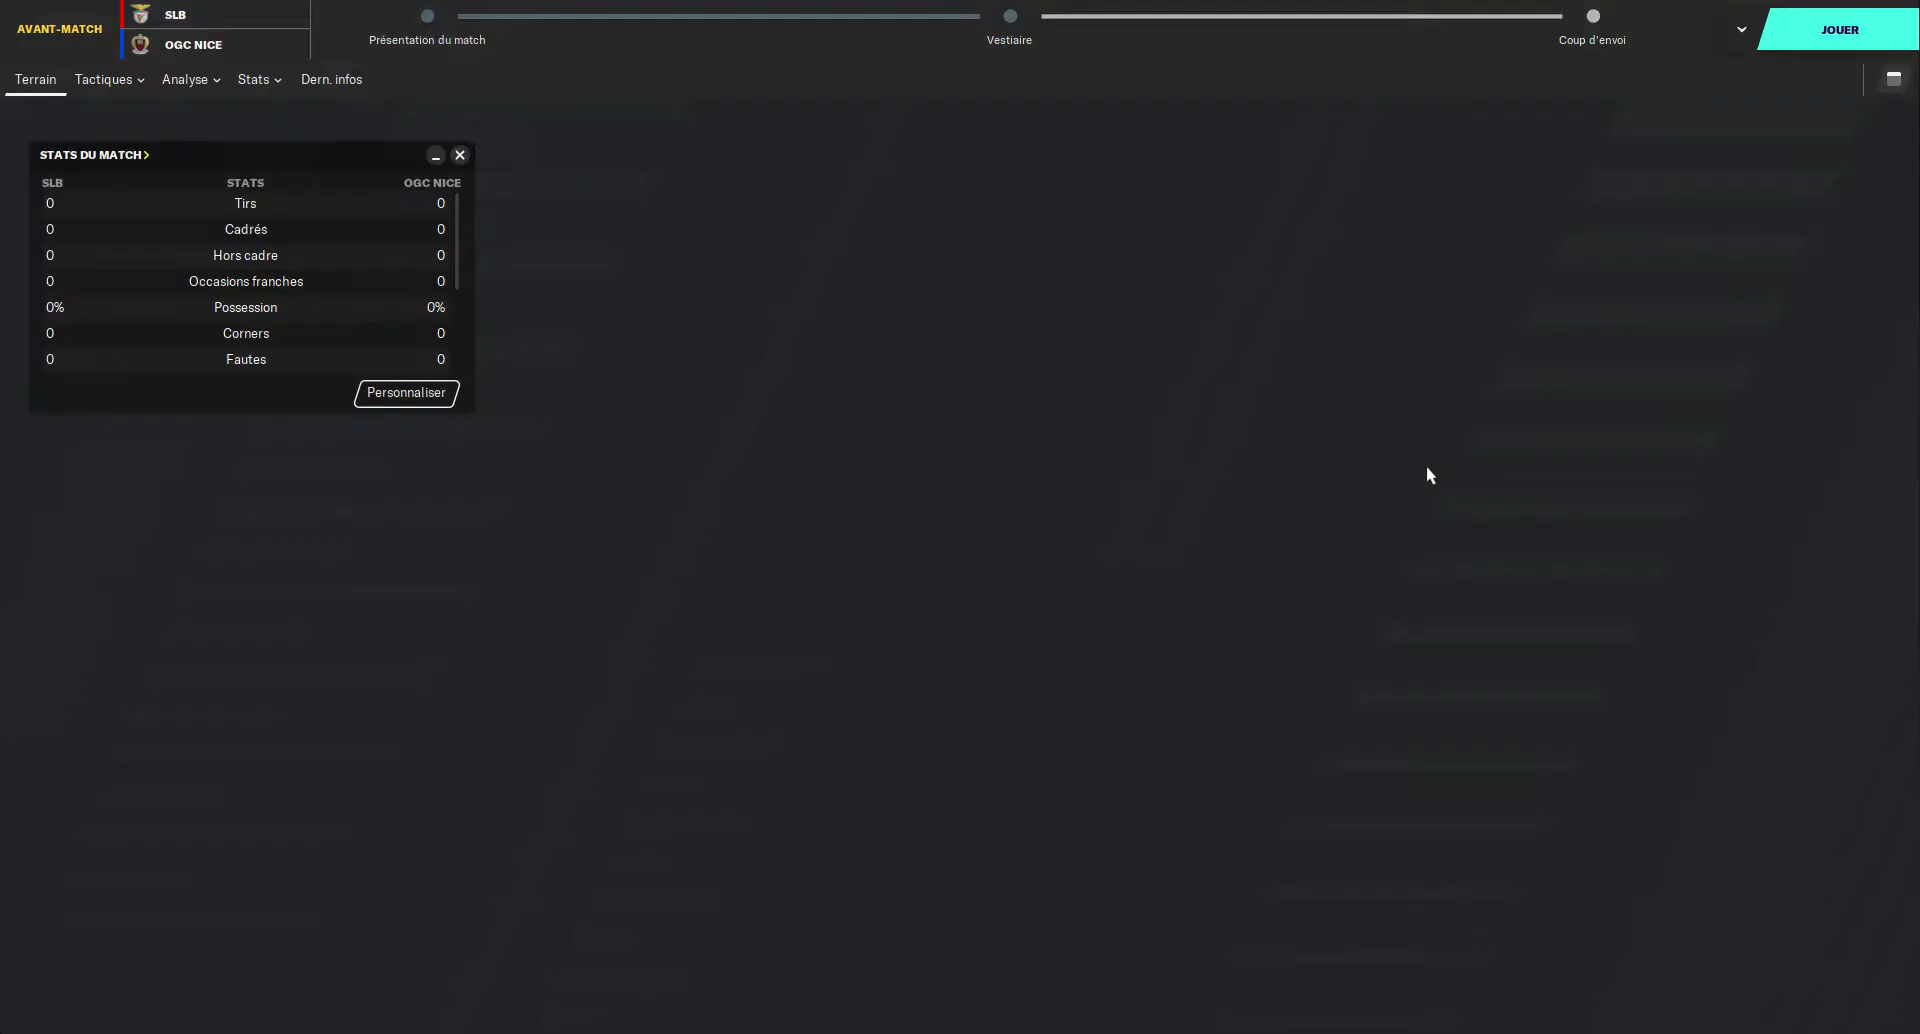 AVANT-MATCH
SLB
OGC NICE
Présentation du match
Vestiaire
Coup d'envoi
JOUER
Terrain Tactiques Analyse Stats Dern. infos
STATS DU MATCH
SLB STATS OGC NICE
0 Tirs 0
0 Cadrés 0
0 Hors cadre 0
0 Occasions franches 0
0% Possession 0%
0 Corners 0
0 Fautes 0
Personnaliser